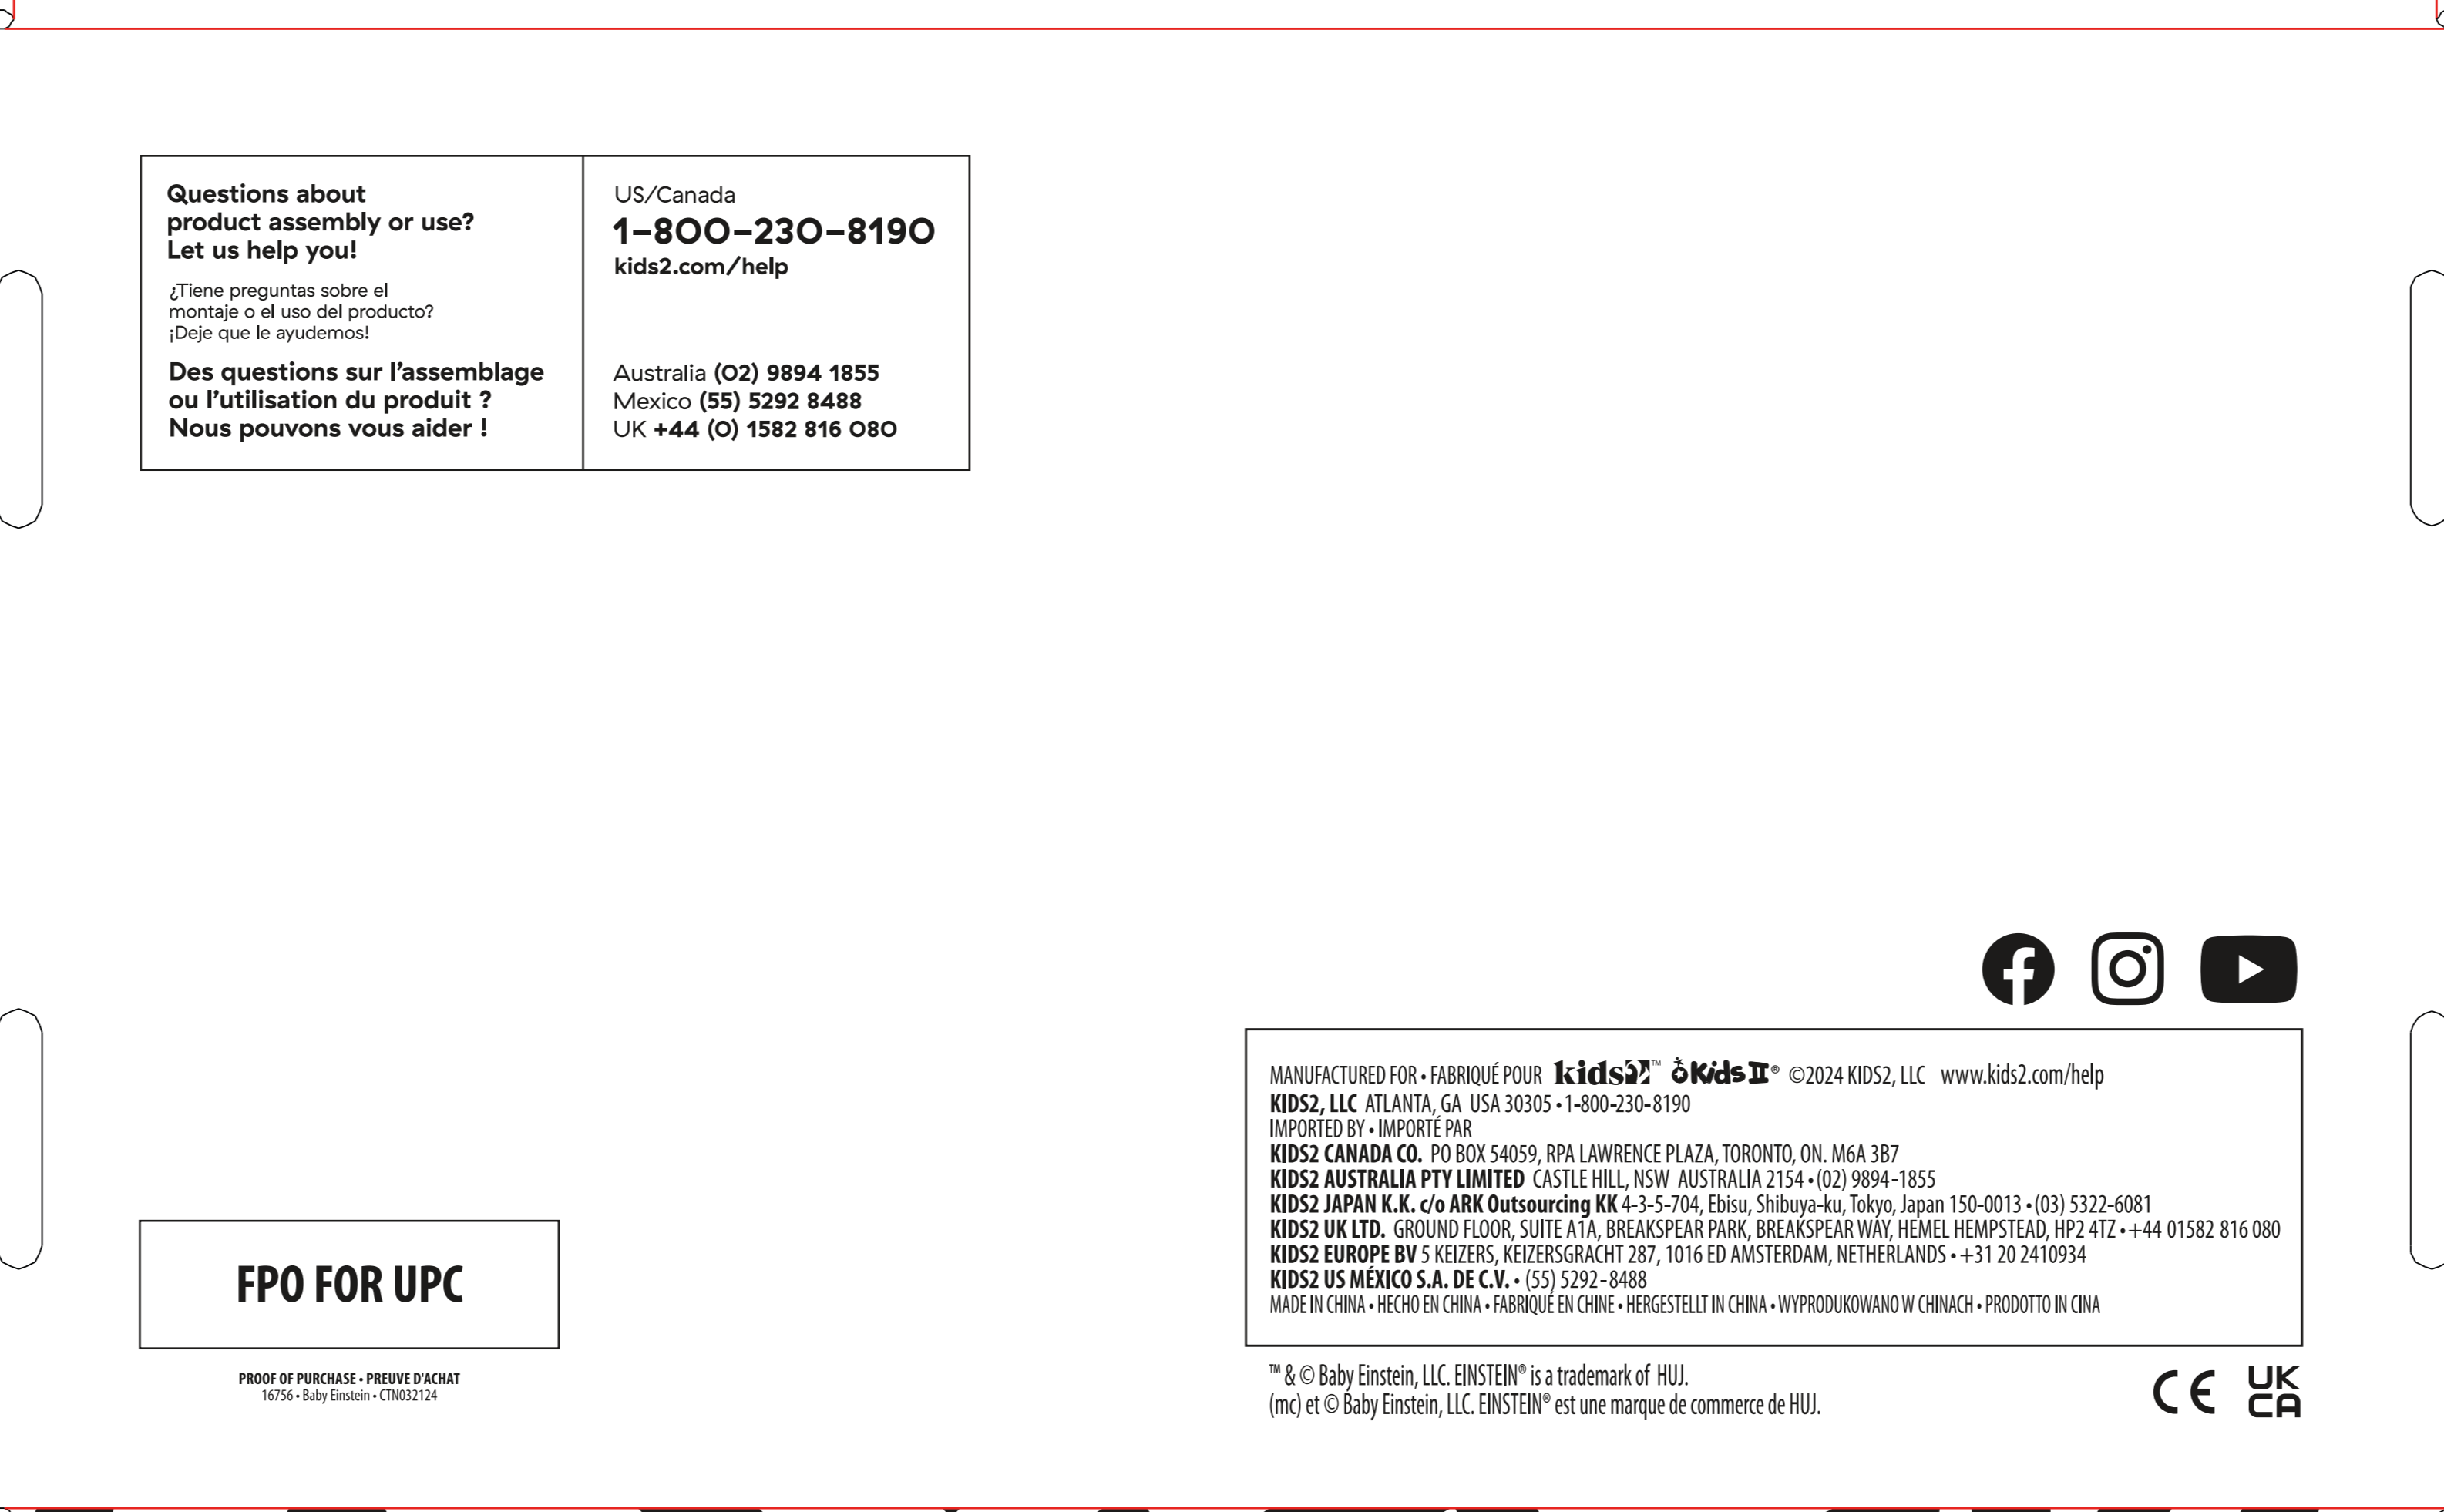 Questions about
product assembly or use?
Let us help you!
¿Tiene preguntas sobre el
montaje o el uso del producto?
¡Deje que le ayudemos!
Des questions sur l’assemblage
ou l’utilisation du produit ?
Nous pouvons vous aider !
US/Canada
1-800-230-8190
kids2.com/help
Australia (02) 9894 1855
Mexico (55) 5292 8488
UK +44 (0) 1582 816 080
MANUFACTURED FOR • FABRIQUÉ POUR kids2™ Kids II® ©2024 KIDS2, LLC www.kids2.com/help
KIDS2, LLC ATLANTA, GA USA 30305 • 1-800-230-8190
IMPORTED BY • IMPORTÉ PAR
KIDS2 CANADA CO. PO BOX 54059, RPA LAWRENCE PLAZA, TORONTO, ON. M6A 3B7
KIDS2 AUSTRALIA PTY LIMITED CASTLE HILL, NSW AUSTRALIA 2154 • (02) 9894-1855
KIDS2 JAPAN K.K. c/o ARK Outsourcing KK 4-3-5-704, Ebisu, Shibuya-ku, Tokyo, Japan 150-0013 • (03) 5322-6081
KIDS2 UK LTD. GROUND FLOOR, SUITE A1A, BREAKSPEAR PARK, BREAKSPEAR WAY, HEMEL HEMPSTEAD, HP2 4TZ • +44 01582 816 080
KIDS2 EUROPE BV 5 KEIZERS, KEIZERSGRACHT 287, 1016 ED AMSTERDAM, NETHERLANDS • +31 20 2410934
KIDS2 US MÉXICO S.A. DE C.V. • (55) 5292-8488
MADE IN CHINA • HECHO EN CHINA • FABRIQUÉ EN CHINE • HERGESTELLT IN CHINA • WYPRODUKOWANO W CHINACH • PRODOTTO IN CINA
FPO FOR UPC
PROOF OF PURCHASE • PREUVE D'ACHAT
16756 • Baby Einstein • CTN032124
™ & © Baby Einstein, LLC. EINSTEIN® is a trademark of HUJ.
(mc) et © Baby Einstein, LLC. EINSTEIN® est une marque de commerce de HUJ.
CE
UK
CA